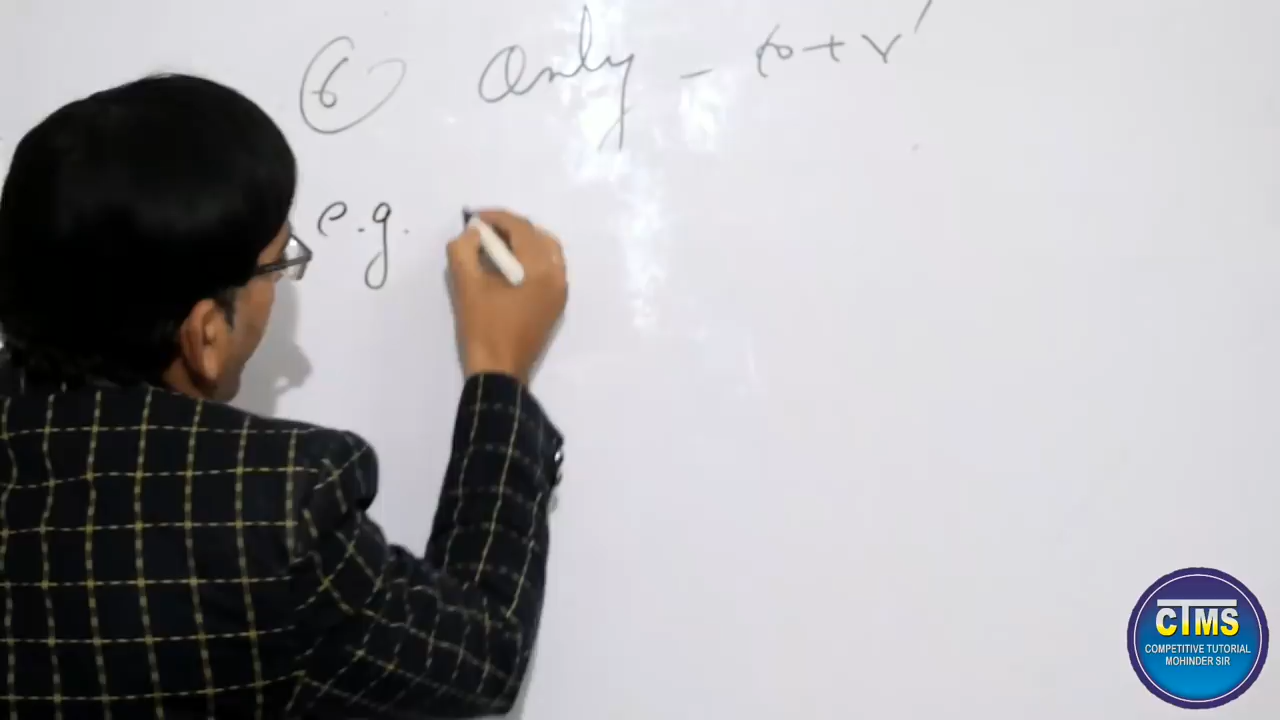 6 Only - to + V'
e.g.
CTMS
COMPETITIVE TUTORIAL
MOHINDER SIR